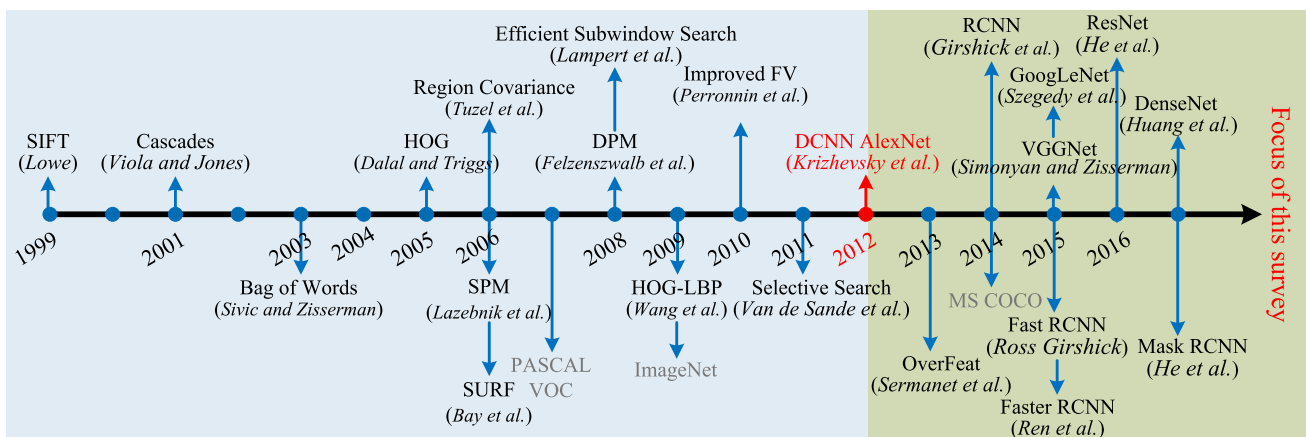 Efficient Subwindow Search
(Lampert et al.)
RCNN
(Girshick et al.)
ResNet
(He et al.)
Region Covariance
(Tuzel et al.)
Improved FV
(Perronnin et al.)
GoogLeNet
(Szegedy et al.)
SIFT
(Lowe)
Cascades
(Viola and Jones)
HOG
(Dalal and Triggs)
DPM
(Felzenszwalb et al.)
DCNN AlexNet
(Krizhevsky et al.)
VGGNet
(Simonyan and Zisserman)
DenseNet
(Huang et al.)
Focus of this survey
1999
2001
2003
2004
2005
2006
2008
2009
2010
2011
2012
2013
2014
2015
2016
Bag of Words
(Sivic and Zisserman)
SPM
(Lazebnik et al.)
HOG-LBP
(Wang et al.)
Selective Search
(Van de Sande et al.)
MS COCO
Fast RCNN
(Ross Girshick)
Mask RCNN
(He et al.)
PASCAL
VOC
ImageNet
OverFeat
(Sermanet et al.)
SURF
(Bay et al.)
Faster RCNN
(Ren et al.)